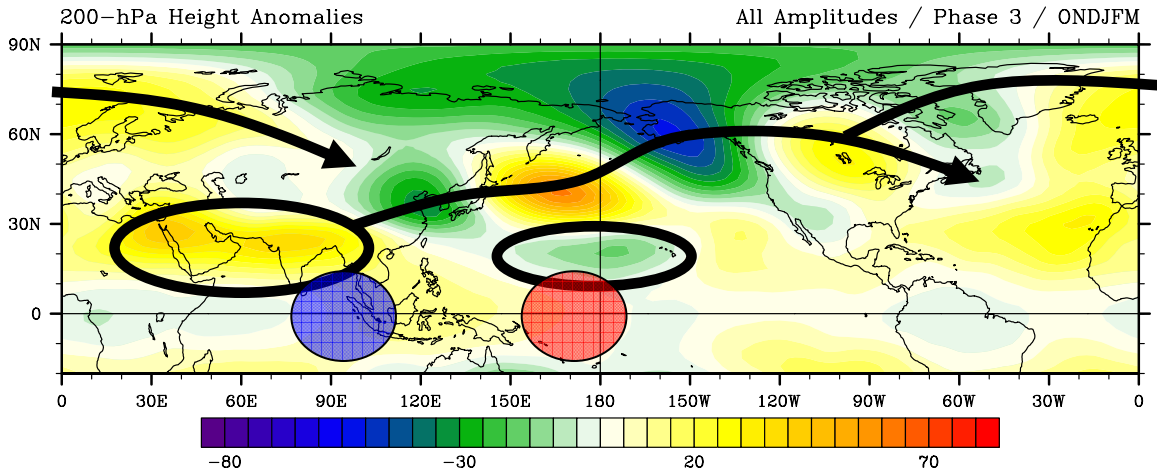 200-hPa Height Anomalies
All Amplitudes / Phase 3 / ONDJFM
90N
60N
30N
0
0 30E 60E 90E 120E 150E 180 150W 120W 90W 60W 30W 0
-80 -30 20 70